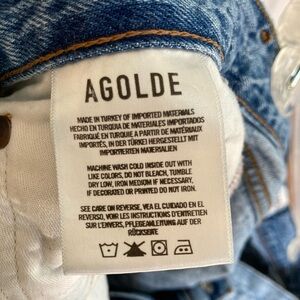 AGOLDE
MADE IN TURKEY OF IMPORTED MATERIALS
HECHO EN TURQUIA DE MATERIALES IMPORTADOS
FABRIQUÉ EN TURQUIE A PARTIR DE MATÉRIAUX
IMPORTÉS, IN DER TÜRKEI HERGESTELLT MIT
IMPORTIERTEN MATERIALIEN
MACHINE WASH COLD INSIDE OUT WITH
LIKE COLORS, DO NOT BLEACH, TUMBLE
DRY LOW, IRON MEDIUM IF NECESSARY,
IF DECORATED OR PRINTED DO NOT IRON.
SEE CARE ON REVERSE, VEA EL CUIDADO EN EL
REVERSO, VOIR LES INSTRUCTIONS D'ENTRETIEN
SUR L'ENVERS, PFLEGEANLEITUNG AUF DER
RÜCKSEITE